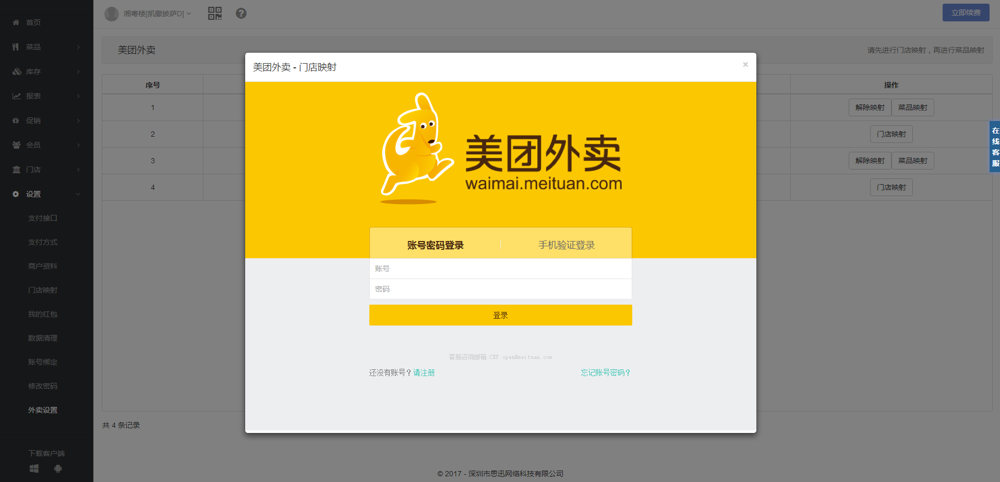 湘粤楼[凯撒披萨D]
立即续费
首页
菜品
库存
报表
促销
会员
门店
设置
支付接口
支付方式
商户资料
门店映射
我的红包
数据清理
账号绑定
修改密码
外卖设置
下载客户端
美团外卖
请先进行门店映射，再进行菜品映射
序号 操作
1 解除映射 菜品映射
2 门店映射
3 解除映射 菜品映射
4 门店映射
共 4 条记录
美团外卖 - 门店映射 ×
美团外卖
waimai.meituan.com
账号密码登录 手机验证登录
账号
密码
登录
客服咨询邮箱:CEP.open@meituan.com
还没有账号？请注册 忘记账号密码？
在线客服
© 2017 - 深圳市思迅网络科技有限公司